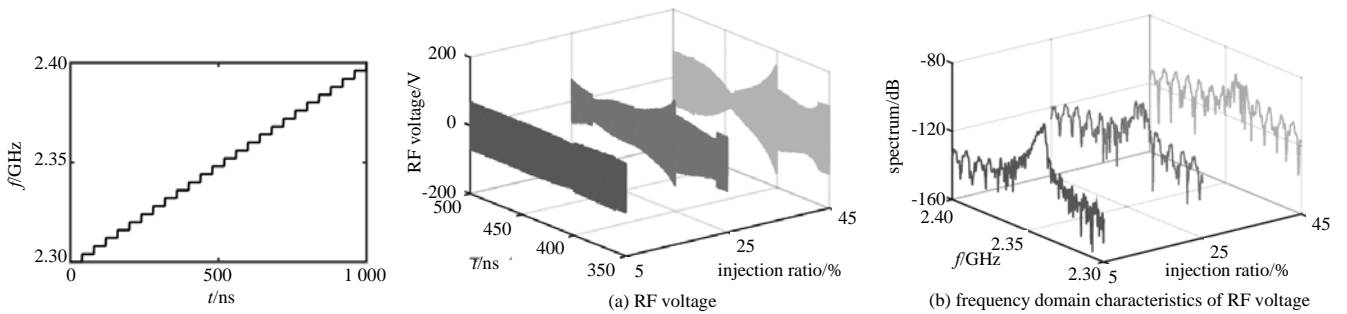 f/GHz
2.40
2.35
2.30
0
500
1 000
t/ns
RF voltage/V
200
0
-200
500
450
400
350
/ns
5
25
45
injection ratio/%
(a) RF voltage
spectrum/dB
-80
-120
-160
2.40
2.35
2.30
f/GHz
5
25
45
injection ratio/%
(b) frequency domain characteristics of RF voltage